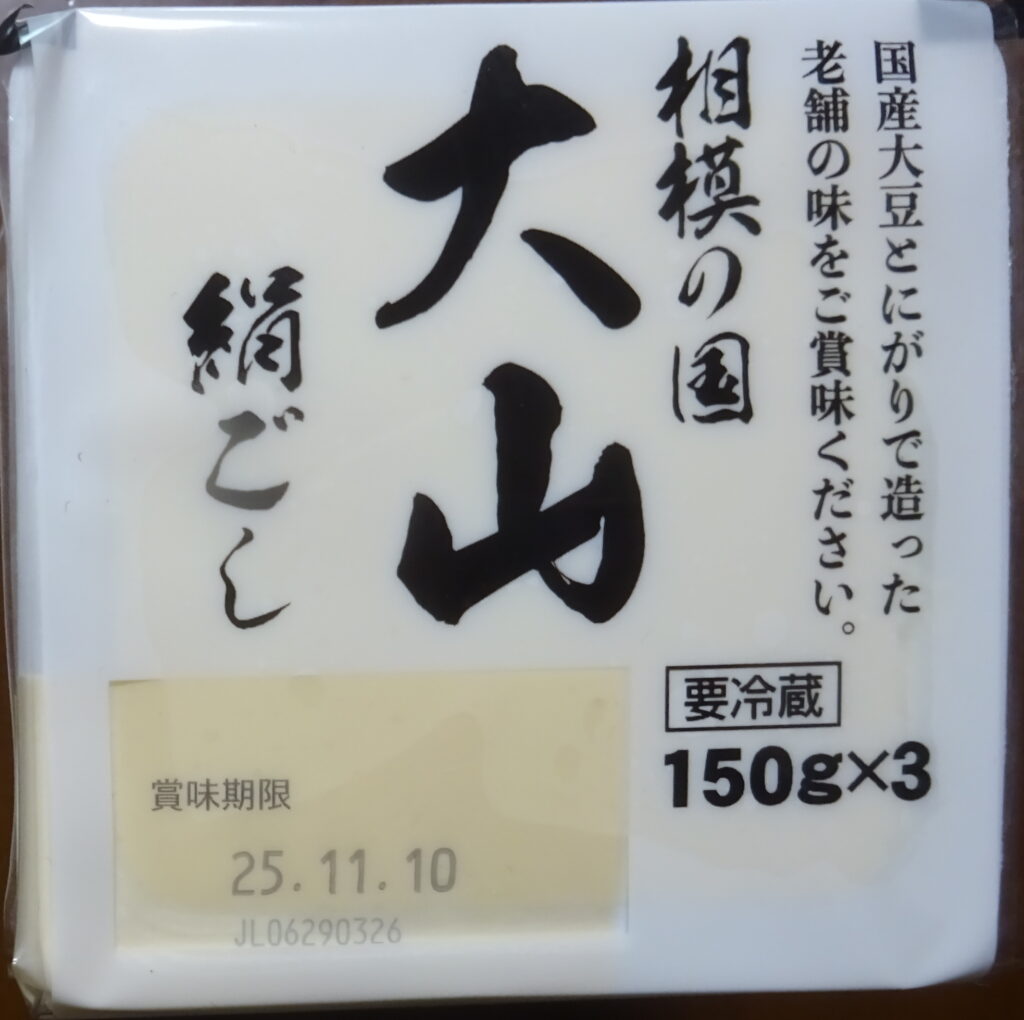 国産大豆とにがりで造った
老舗の味をご賞味ください。
相模の国
大山
絹ごし
要冷蔵
150g×3
賞味期限
25.11.10
JL06290326